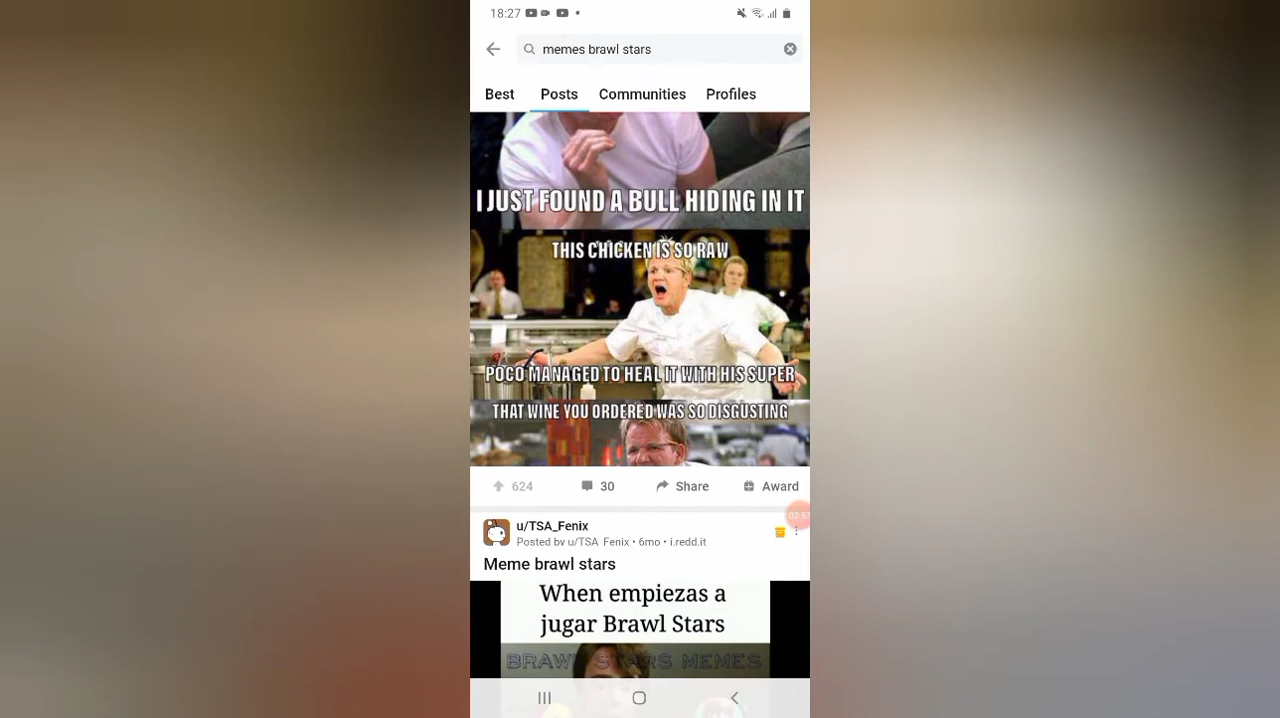 18:27
memes brawl stars
Best Posts Communities Profiles
I JUST FOUND A BULL HIDING IN IT
THIS CHICKEN IS SO RAW
POCO MANAGED TO HEAL IT WITH HIS SUPER
THAT WINE YOU ORDERED WAS SO DISGUSTING
624 30 Share Award
u/TSA_Fenix
Posted by u/TSA_Fenix • 6mo • i.redd.it
Meme brawl stars
When empiezas a
jugar Brawl Stars
BRAWL STARS MEMES